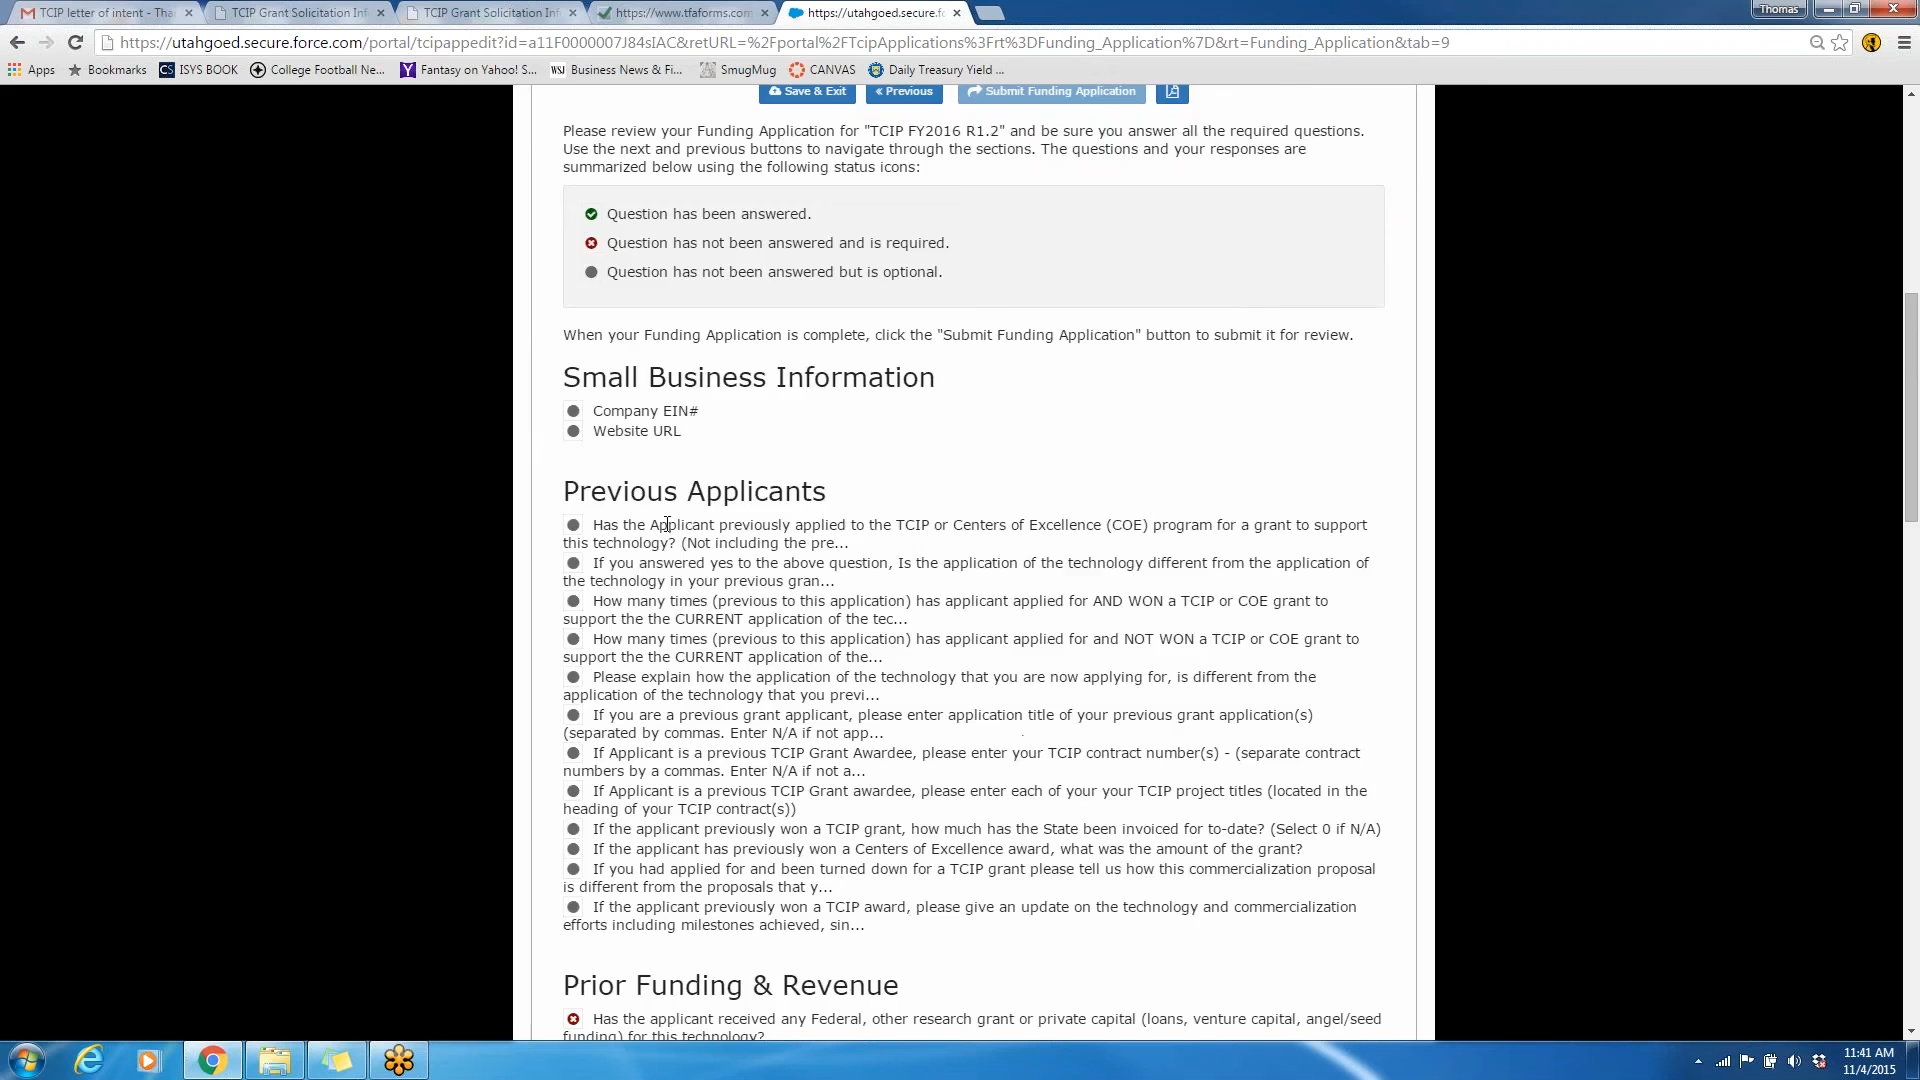 TCIP letter of intent - Tha
TCIP Grant Solicitation Inf
TCIP Grant Solicitation Inf
https://www.tfaforms.com
https://utahgoed.secure.f
Thomas
https://utahgoed.secure.force.com/portal/tcipappedit?id=a11F0000007J84sIAC&retURL=%2Fportal%2FTcipApplications%3Frt%3DFunding_Application%7D&rt=Funding_Application&tab=9
Apps Bookmarks CS ISYS BOOK College Football Ne... Fantasy on Yahoo! S... WSJ Business News & Fi... SmugMug CANVAS Daily Treasury Yield ...
Save & Exit « Previous Submit Funding Application
Please review your Funding Application for "TCIP FY2016 R1.2" and be sure you answer all the required questions.
Use the next and previous buttons to navigate through the sections. The questions and your responses are
summarized below using the following status icons:
Question has been answered.
Question has not been answered and is required.
Question has not been answered but is optional.
When your Funding Application is complete, click the "Submit Funding Application" button to submit it for review.
Small Business Information
Company EIN#
Website URL
Previous Applicants
Has the Applicant previously applied to the TCIP or Centers of Excellence (COE) program for a grant to support
this technology? (Not including the pre...
If you answered yes to the above question, Is the application of the technology different from the application of
the technology in your previous gran...
How many times (previous to this application) has applicant applied for AND WON a TCIP or COE grant to
support the the CURRENT application of the tec...
How many times (previous to this application) has applicant applied for and NOT WON a TCIP or COE grant to
support the the CURRENT application of the...
Please explain how the application of the technology that you are now applying for, is different from the
application of the technology that you previ...
If you are a previous grant applicant, please enter application title of your previous grant application(s)
(separated by commas. Enter N/A if not app...
If Applicant is a previous TCIP Grant Awardee, please enter your TCIP contract number(s) - (separate contract
numbers by a commas. Enter N/A if not a...
If Applicant is a previous TCIP Grant awardee, please enter each of your your TCIP project titles (located in the
heading of your TCIP contract(s))
If the applicant previously won a TCIP grant, how much has the State been invoiced for to-date? (Select 0 if N/A)
If the applicant has previously won a Centers of Excellence award, what was the amount of the grant?
If you had applied for and been turned down for a TCIP grant please tell us how this commercialization proposal
is different from the proposals that y...
If the applicant previously won a TCIP award, please give an update on the technology and commercialization
efforts including milestones achieved, sin...
Prior Funding & Revenue
Has the applicant received any Federal, other research grant or private capital (loans, venture capital, angel/seed
funding) for this technology?
11:41 AM
11/4/2015